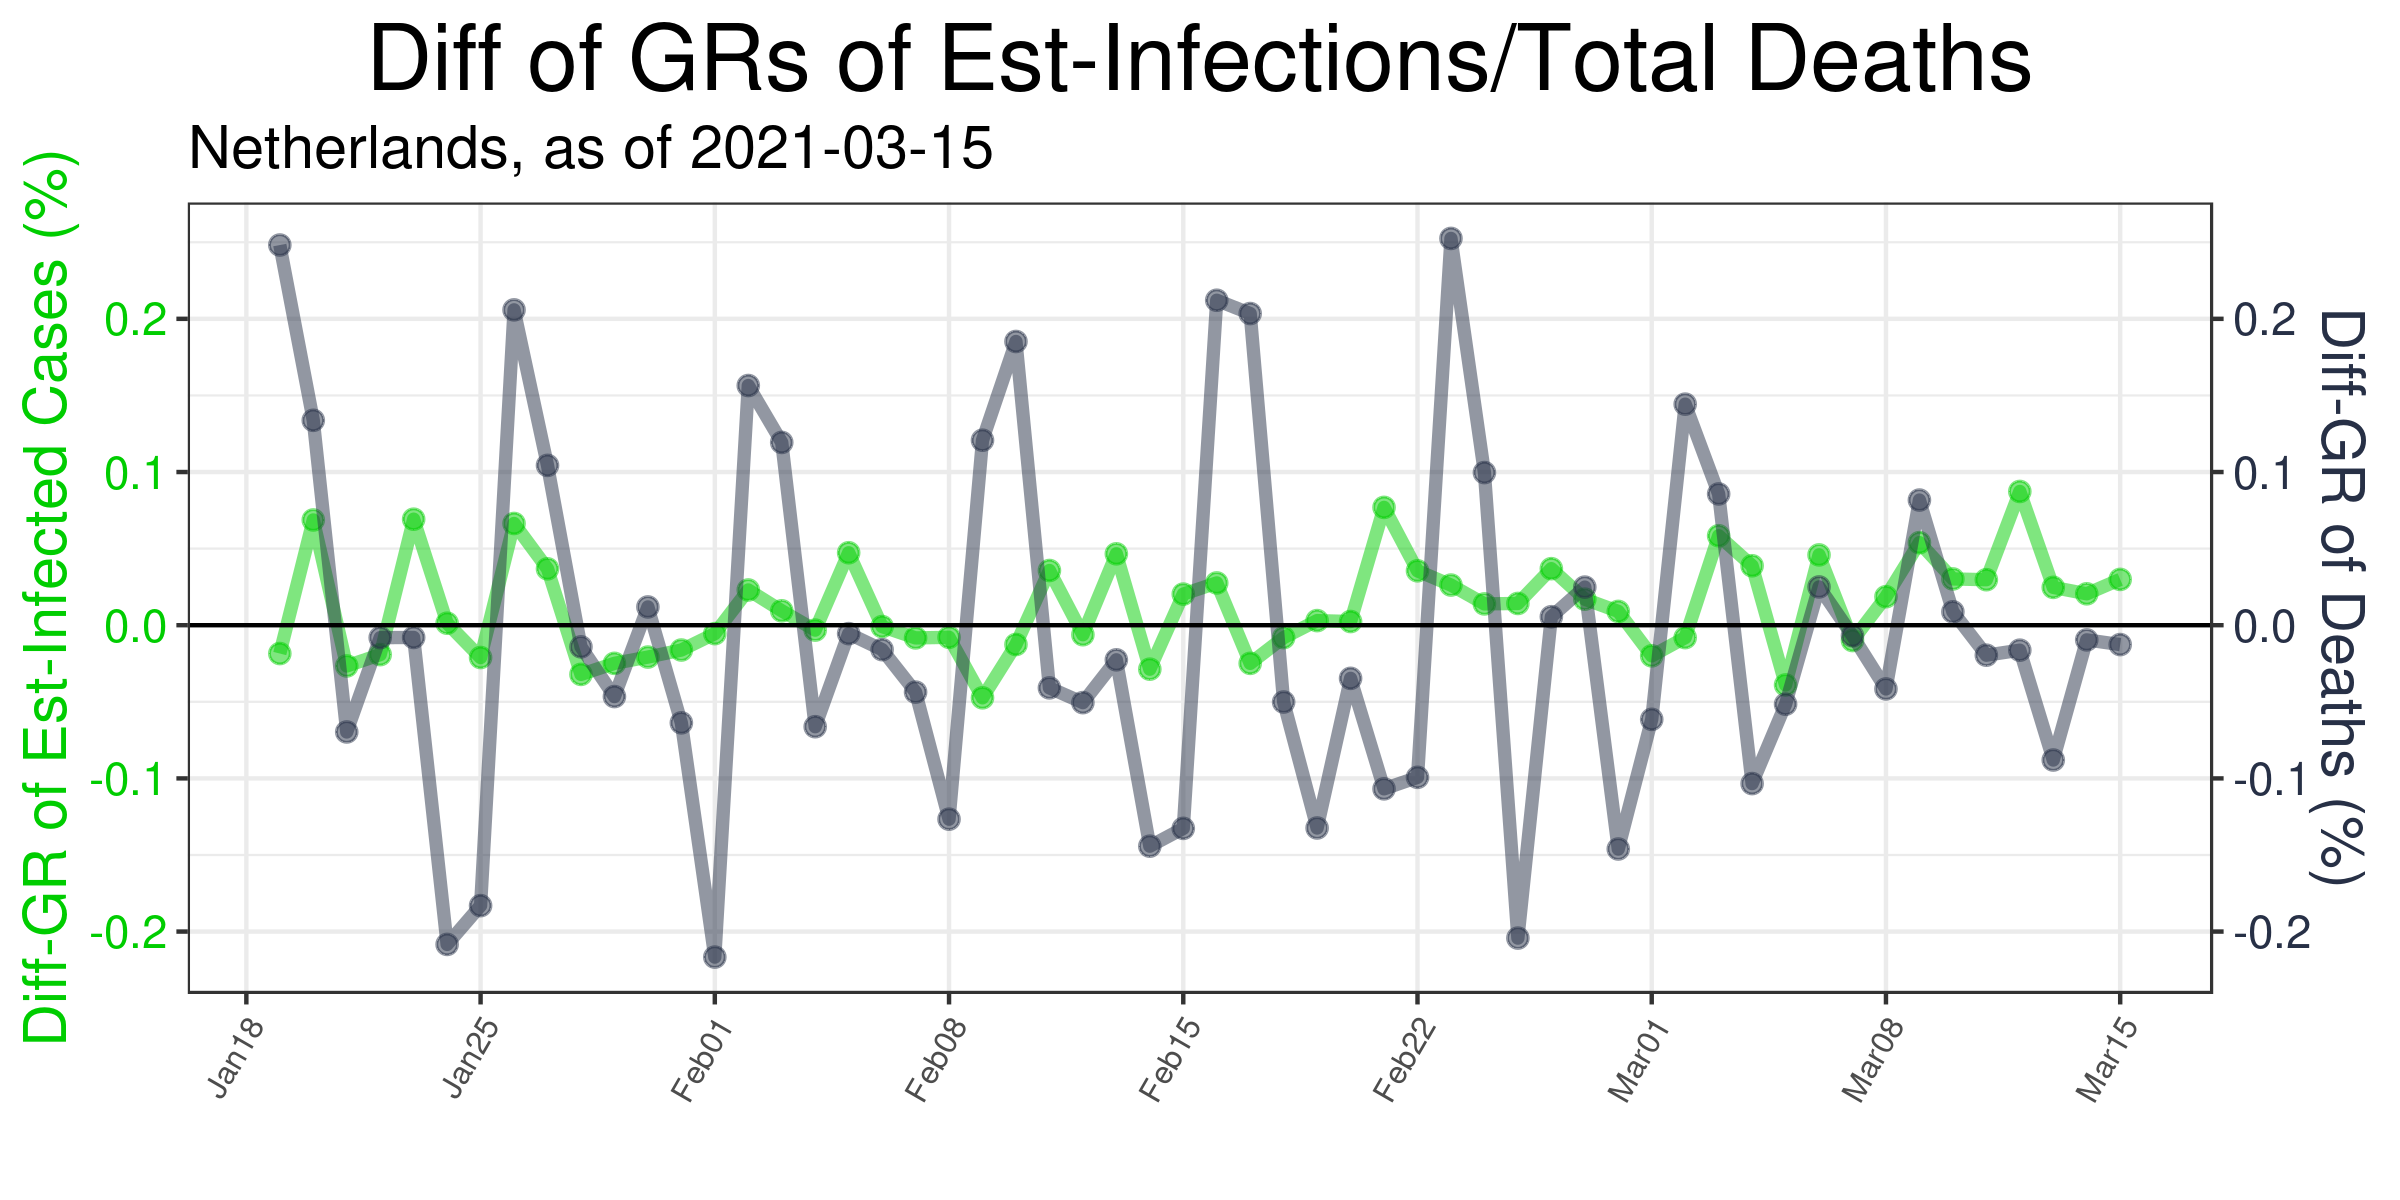 Diff of GRs of Est-Infections/Total Deaths
Netherlands, as of 2021-03-15
Diff-GR of Est-Infected Cases (%)
0.2
0.1
0.0
-0.1
-0.2
0.2
0.1
0.0
-0.1
-0.2
Diff-GR of Deaths (%)
Jan18
Jan25
Feb01
Feb08
Feb15
Feb22
Mar01
Mar08
Mar15